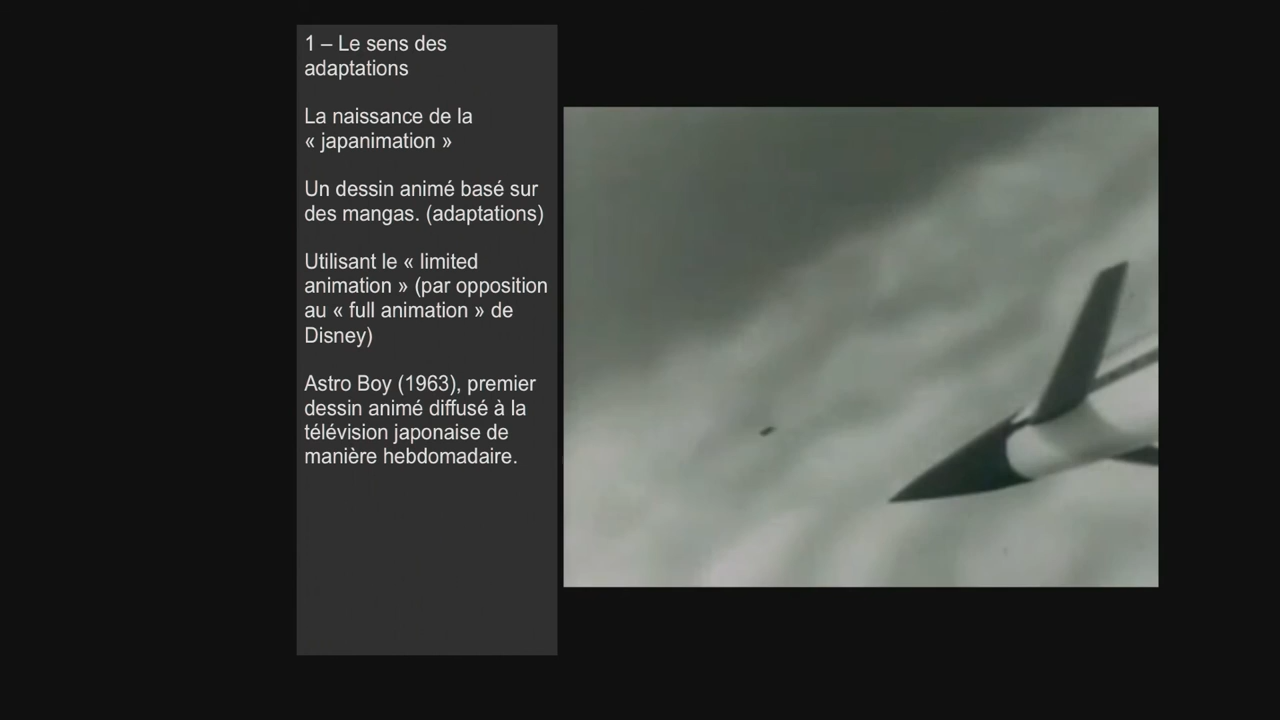 1 – Le sens des
adaptations
La naissance de la
« japanimation »
Un dessin animé basé sur
des mangas. (adaptations)
Utilisant le « limited
animation » (par opposition
au « full animation » de
Disney)
Astro Boy (1963), premier
dessin animé diffusé à la
télévision japonaise de
manière hebdomadaire.